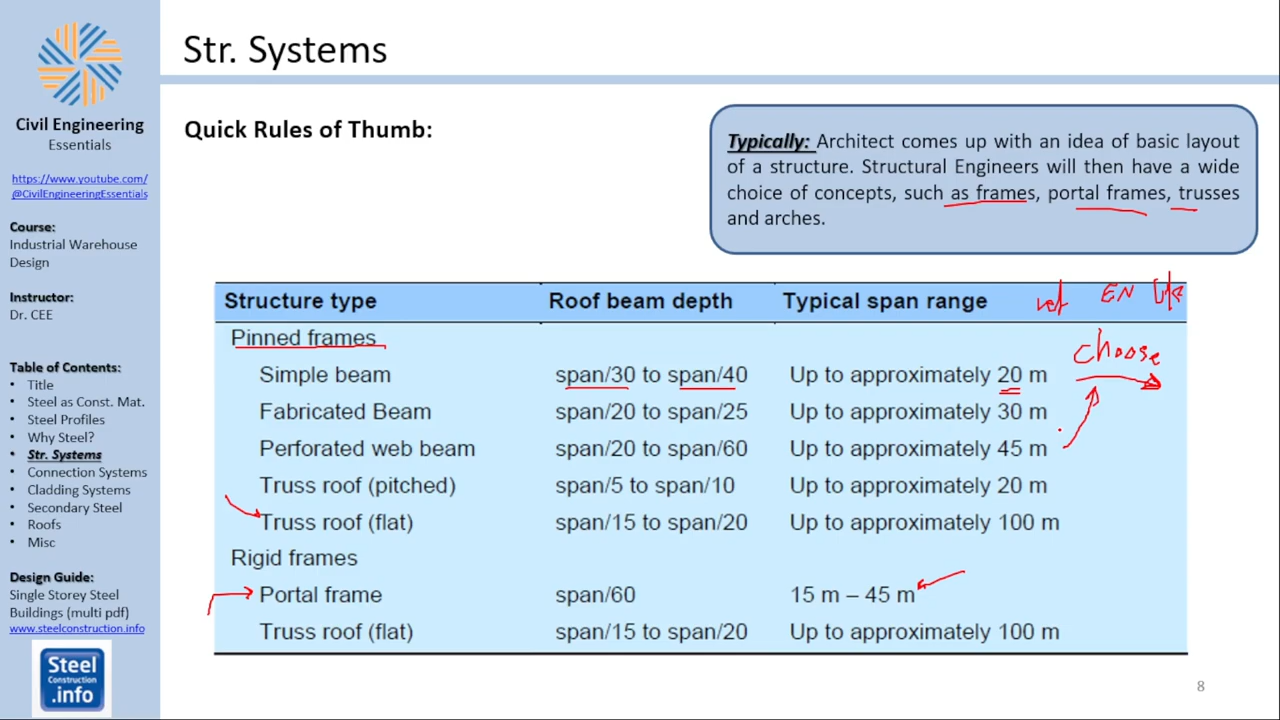 Str. Systems
Civil Engineering
Essentials
https://www.youtube.com/
@CivilEngineeringEssentials
Course:
Industrial Warehouse
Design
Instructor:
Dr. CEE
Table of Contents:
• Title
• Steel as Const. Mat.
• Steel Profiles
• Why Steel?
• Str. Systems
• Connection Systems
• Cladding Systems
• Secondary Steel
• Roofs
• Misc
Design Guide:
Single Storey Steel
Buildings (multi pdf)
www.steelconstruction.info
Steel
Construction
.info
Quick Rules of Thumb:
Typically: Architect comes up with an idea of basic layout
of a structure. Structural Engineers will then have a wide
choice of concepts, such as frames, portal frames, trusses
and arches.
Structure type Roof beam depth Typical span range EN
Pinned frames choose
Simple beam span/30 to span/40 Up to approximately 20 m
Fabricated Beam span/20 to span/25 Up to approximately 30 m
Perforated web beam span/20 to span/60 Up to approximately 45 m
Truss roof (pitched) span/5 to span/10 Up to approximately 20 m
Truss roof (flat) span/15 to span/20 Up to approximately 100 m
Rigid frames
Portal frame span/60 15 m – 45 m
Truss roof (flat) span/15 to span/20 Up to approximately 100 m
8